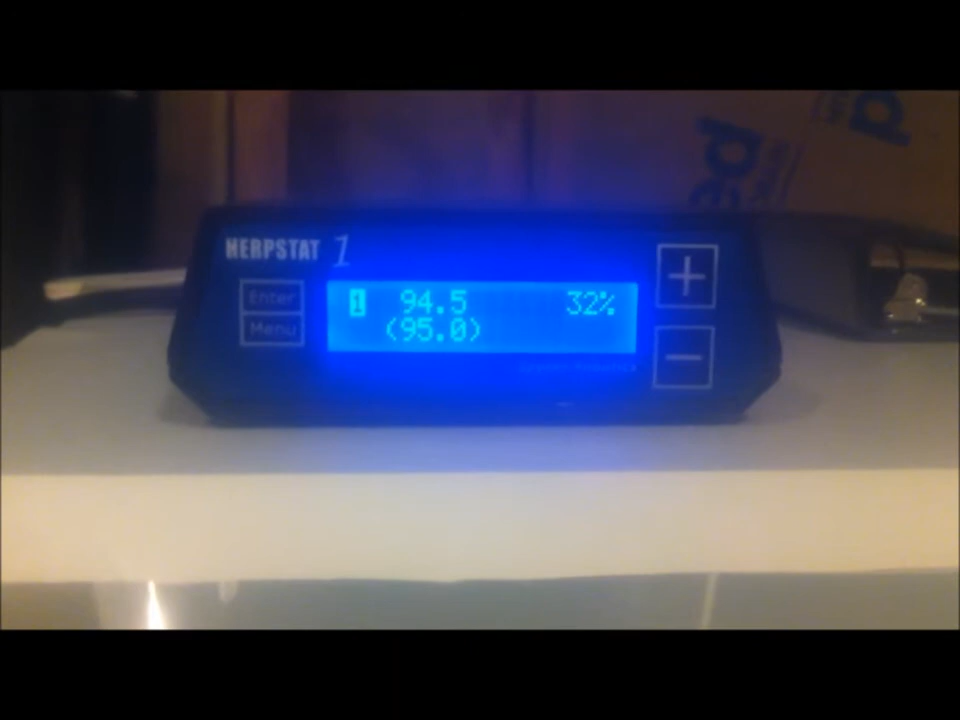 HERPSTAT 1
Enter
Menu
1 94.5 32%
(95.0)
+
−